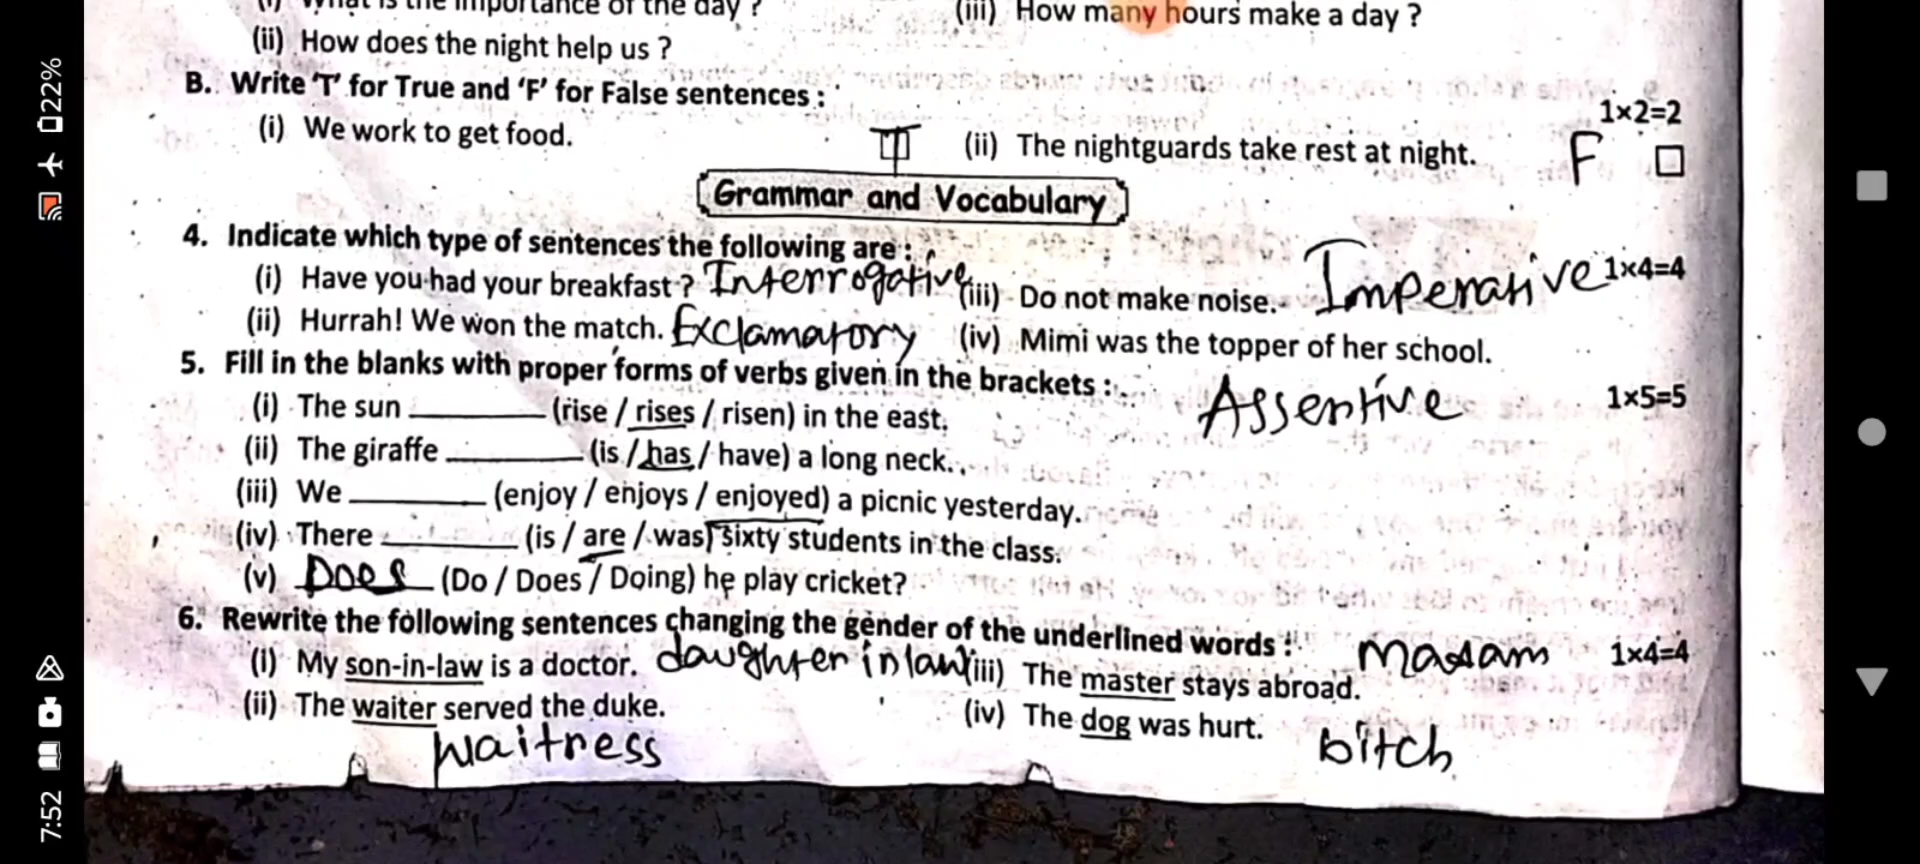 (i) What is the importance of the day ?
(iii) How many hours make a day ?
(ii) How does the night help us ?
B. Write 'T' for True and 'F' for False sentences :
1×2=2
(i) We work to get food. T
(ii) The nightguards take rest at night. F
Grammar and Vocabulary
4. Indicate which type of sentences the following are :
1×4=4
(i) Have you had your breakfast ? Interrogative
(iii) Do not make noise. Imperative
(ii) Hurrah! We won the match. Exclamatory
(iv) Mimi was the topper of her school.
Assertive
5. Fill in the blanks with proper forms of verbs given in the brackets :
1×5=5
(i) The sun ________ (rise / rises / risen) in the east.
(ii) The giraffe ________ (is / has / have) a long neck.
(iii) We ________ (enjoy / enjoys / enjoyed) a picnic yesterday.
(iv) There ________ (is / are / was) sixty students in the class.
(v) Does (Do / Does / Doing) he play cricket?
6. Rewrite the following sentences changing the gender of the underlined words :
1×4=4
(i) My son-in-law is a doctor. daughter in law
(iii) The master stays abroad. Madam
(ii) The waiter served the duke.
waitress
(iv) The dog was hurt. bitch
22%
7:52